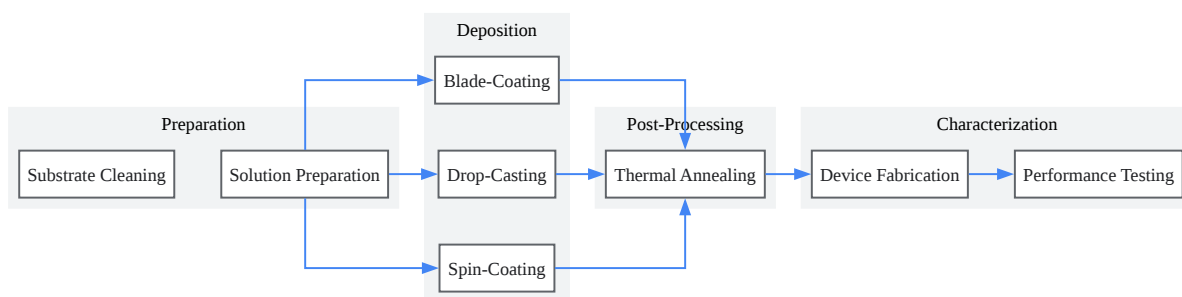 Deposition
Blade-Coating
Preparation
Post-Processing
Characterization
Substrate Cleaning
Solution Preparation
Drop-Casting
Thermal Annealing
Device Fabrication
Performance Testing
Spin-Coating